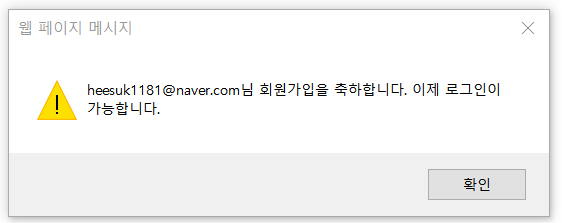 웹 페이지 메시지
heesuk1181@naver.com님 회원가입을 축하합니다. 이제 로그인이
가능합니다.
확인